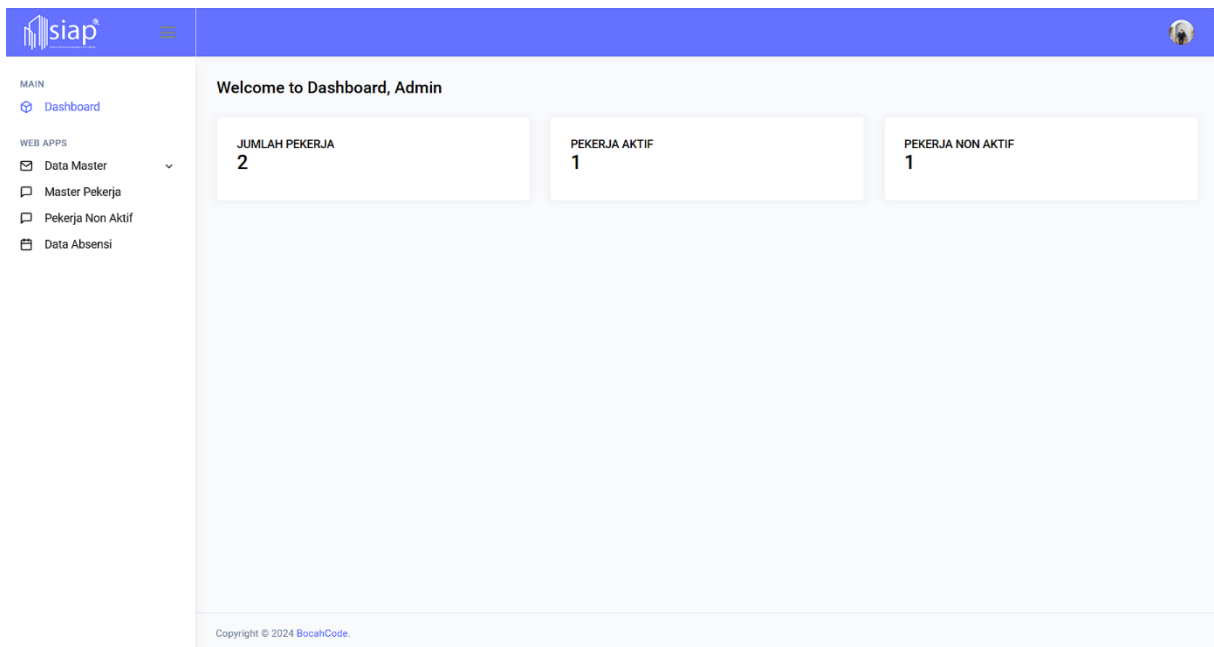 siap
MAIN
Dashboard
WEB APPS
Data Master
Master Pekerja
Pekerja Non Aktif
Data Absensi
Welcome to Dashboard, Admin
JUMLAH PEKERJA
2
PEKERJA AKTIF
1
PEKERJA NON AKTIF
1
Copyright © 2024 BocahCode.